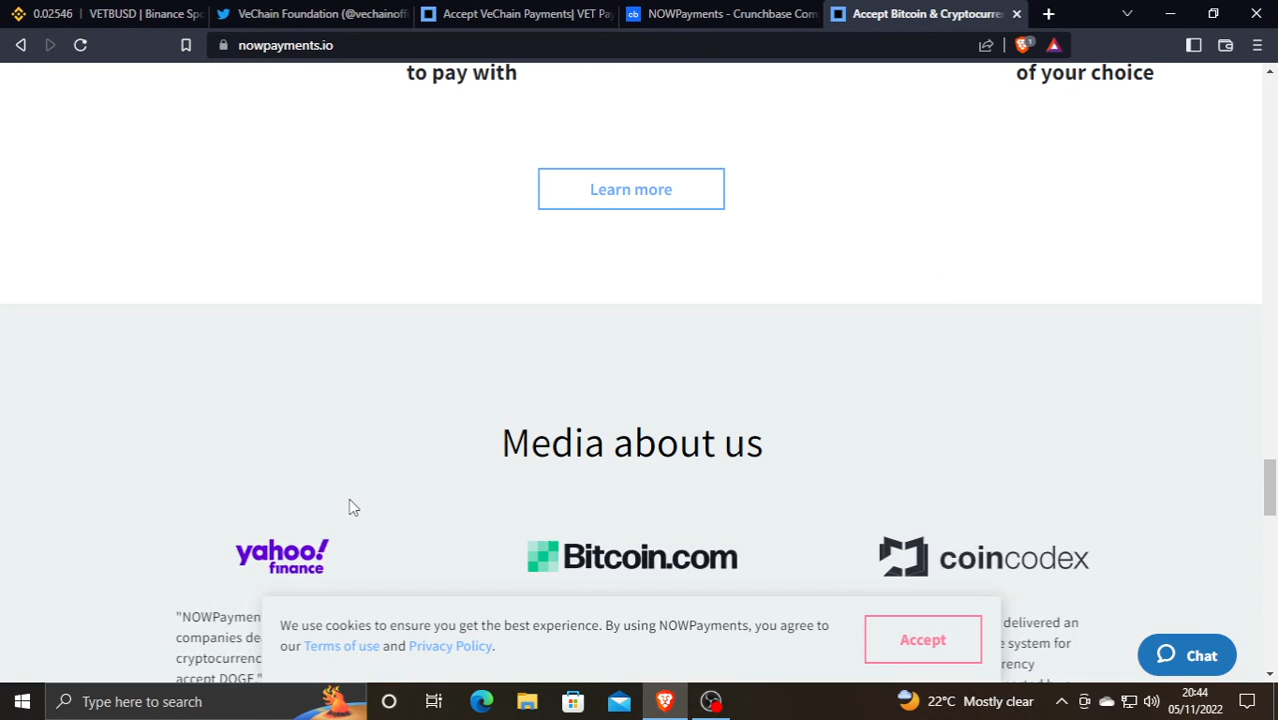 0.02546 | VETBUSD | Binance Sp
VeChain Foundation (@vechainoffi
Accept VeChain Payments| VET Pa
cb NOWPayments - Crunchbase Com
Accept Bitcoin & Cryptocurre
nowpayments.io
1
to pay with
of your choice
Learn more
Media about us
yahoo!
finance
Bitcoin.com
coincodex
"NOWPaymen
companies de
cryptocurrenc
accept DOGE."
We use cookies to ensure you get the best experience. By using NOWPayments, you agree to
our Terms of use and Privacy Policy.
Accept
delivered an
e system for
rency
Chat
Type here to search
22°C Mostly clear
20:44
05/11/2022